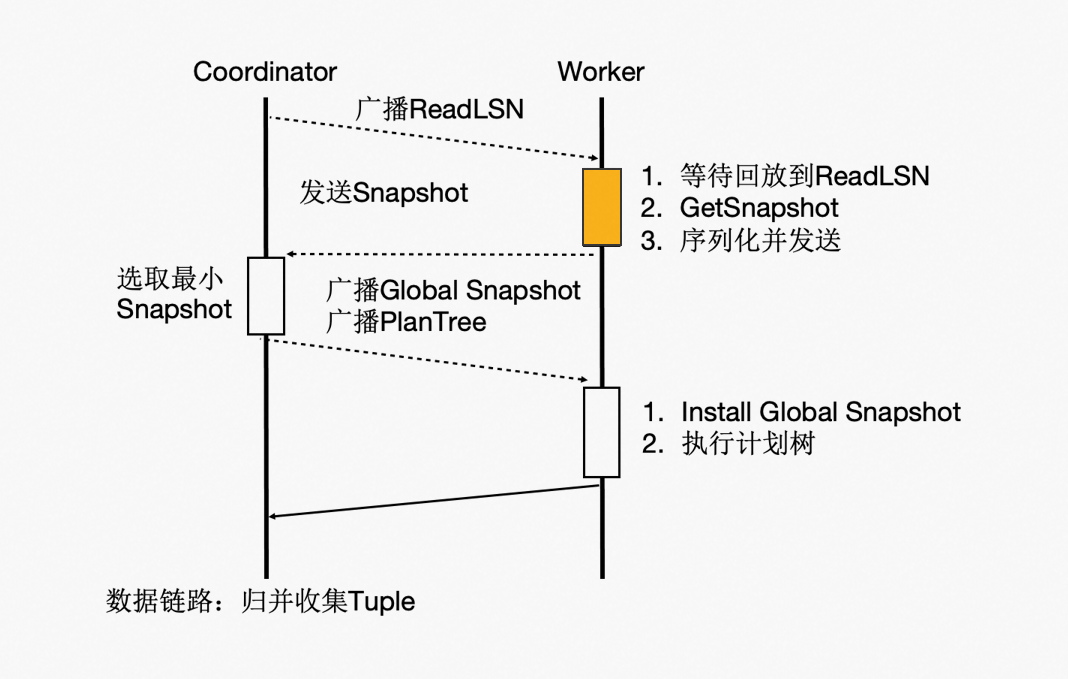 Coordinator
Worker
广播ReadLSN
1. 等待回放到ReadLSN
发送Snapshot
2. GetSnapshot
3. 序列化并发送
选取最小
Snapshot
广播Global Snapshot
广播PlanTree
1. Install Global Snapshot
2. 执行计划树
数据链路：归并收集Tuple